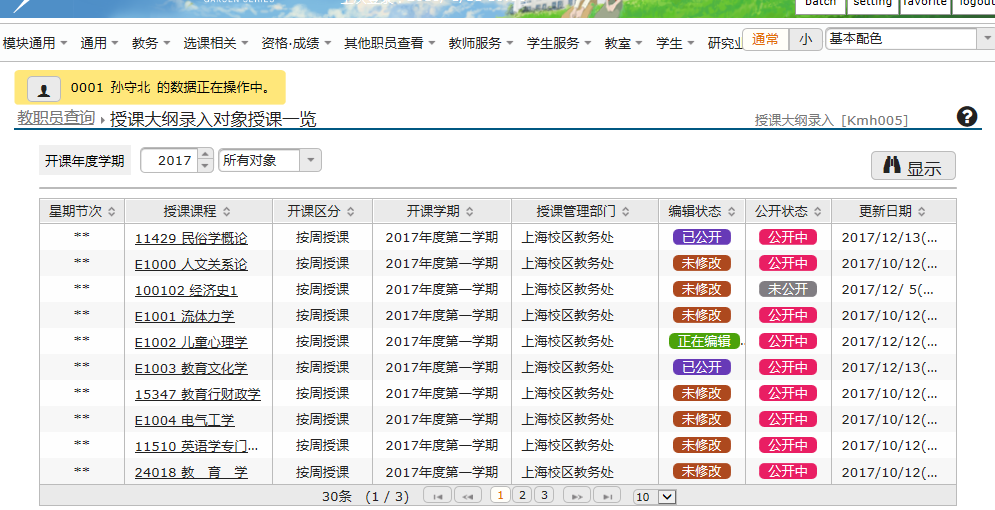 GARDEN SERIES
batch setting favorite logout
模块通用 通用 教务 选课相关 资格·成绩 其他职员查看 教师服务 学生服务 教室 学生 研究业 通常 小 基本配色
0001 孙守北 的数据正在操作中。
教职员查询 授课大纲录入对象授课一览 授课大纲录入 [Kmh005]
开课年度学期 2017 所有对象 显示
星期节次 授课课程 开课区分 开课学期 授课管理部门 编辑状态 公开状态 更新日期
** 11429 民俗学概论 按周授课 2017年度第二学期 上海校区教务处 已公开 公开中 2017/12/13(...
** E1000 人文关系论 按周授课 2017年度第一学期 上海校区教务处 未修改 公开中 2017/10/12(...
** 100102 经济史1 按周授课 2017年度第一学期 上海校区教务处 未修改 未公开 2017/12/ 5(...
** E1001 流体力学 按周授课 2017年度第一学期 上海校区教务处 未修改 公开中 2017/10/12(...
** E1002 儿童心理学 按周授课 2017年度第一学期 上海校区教务处 正在编辑 公开中 2017/12/12(...
** E1003 教育文化学 按周授课 2017年度第一学期 上海校区教务处 已公开 公开中 2017/12/13(...
** 15347 教育行财政学 按周授课 2017年度第一学期 上海校区教务处 未修改 公开中 2017/10/12(...
** E1004 电气工学 按周授课 2017年度第一学期 上海校区教务处 未修改 公开中 2017/10/12(...
** 11510 英语学专门... 按周授课 2017年度第一学期 上海校区教务处 未修改 公开中 2017/10/12(...
** 24018 教 育 学 按周授课 2017年度第一学期 上海校区教务处 未修改 公开中 2017/10/12(...
30条 (1 / 3) 1 2 3 10